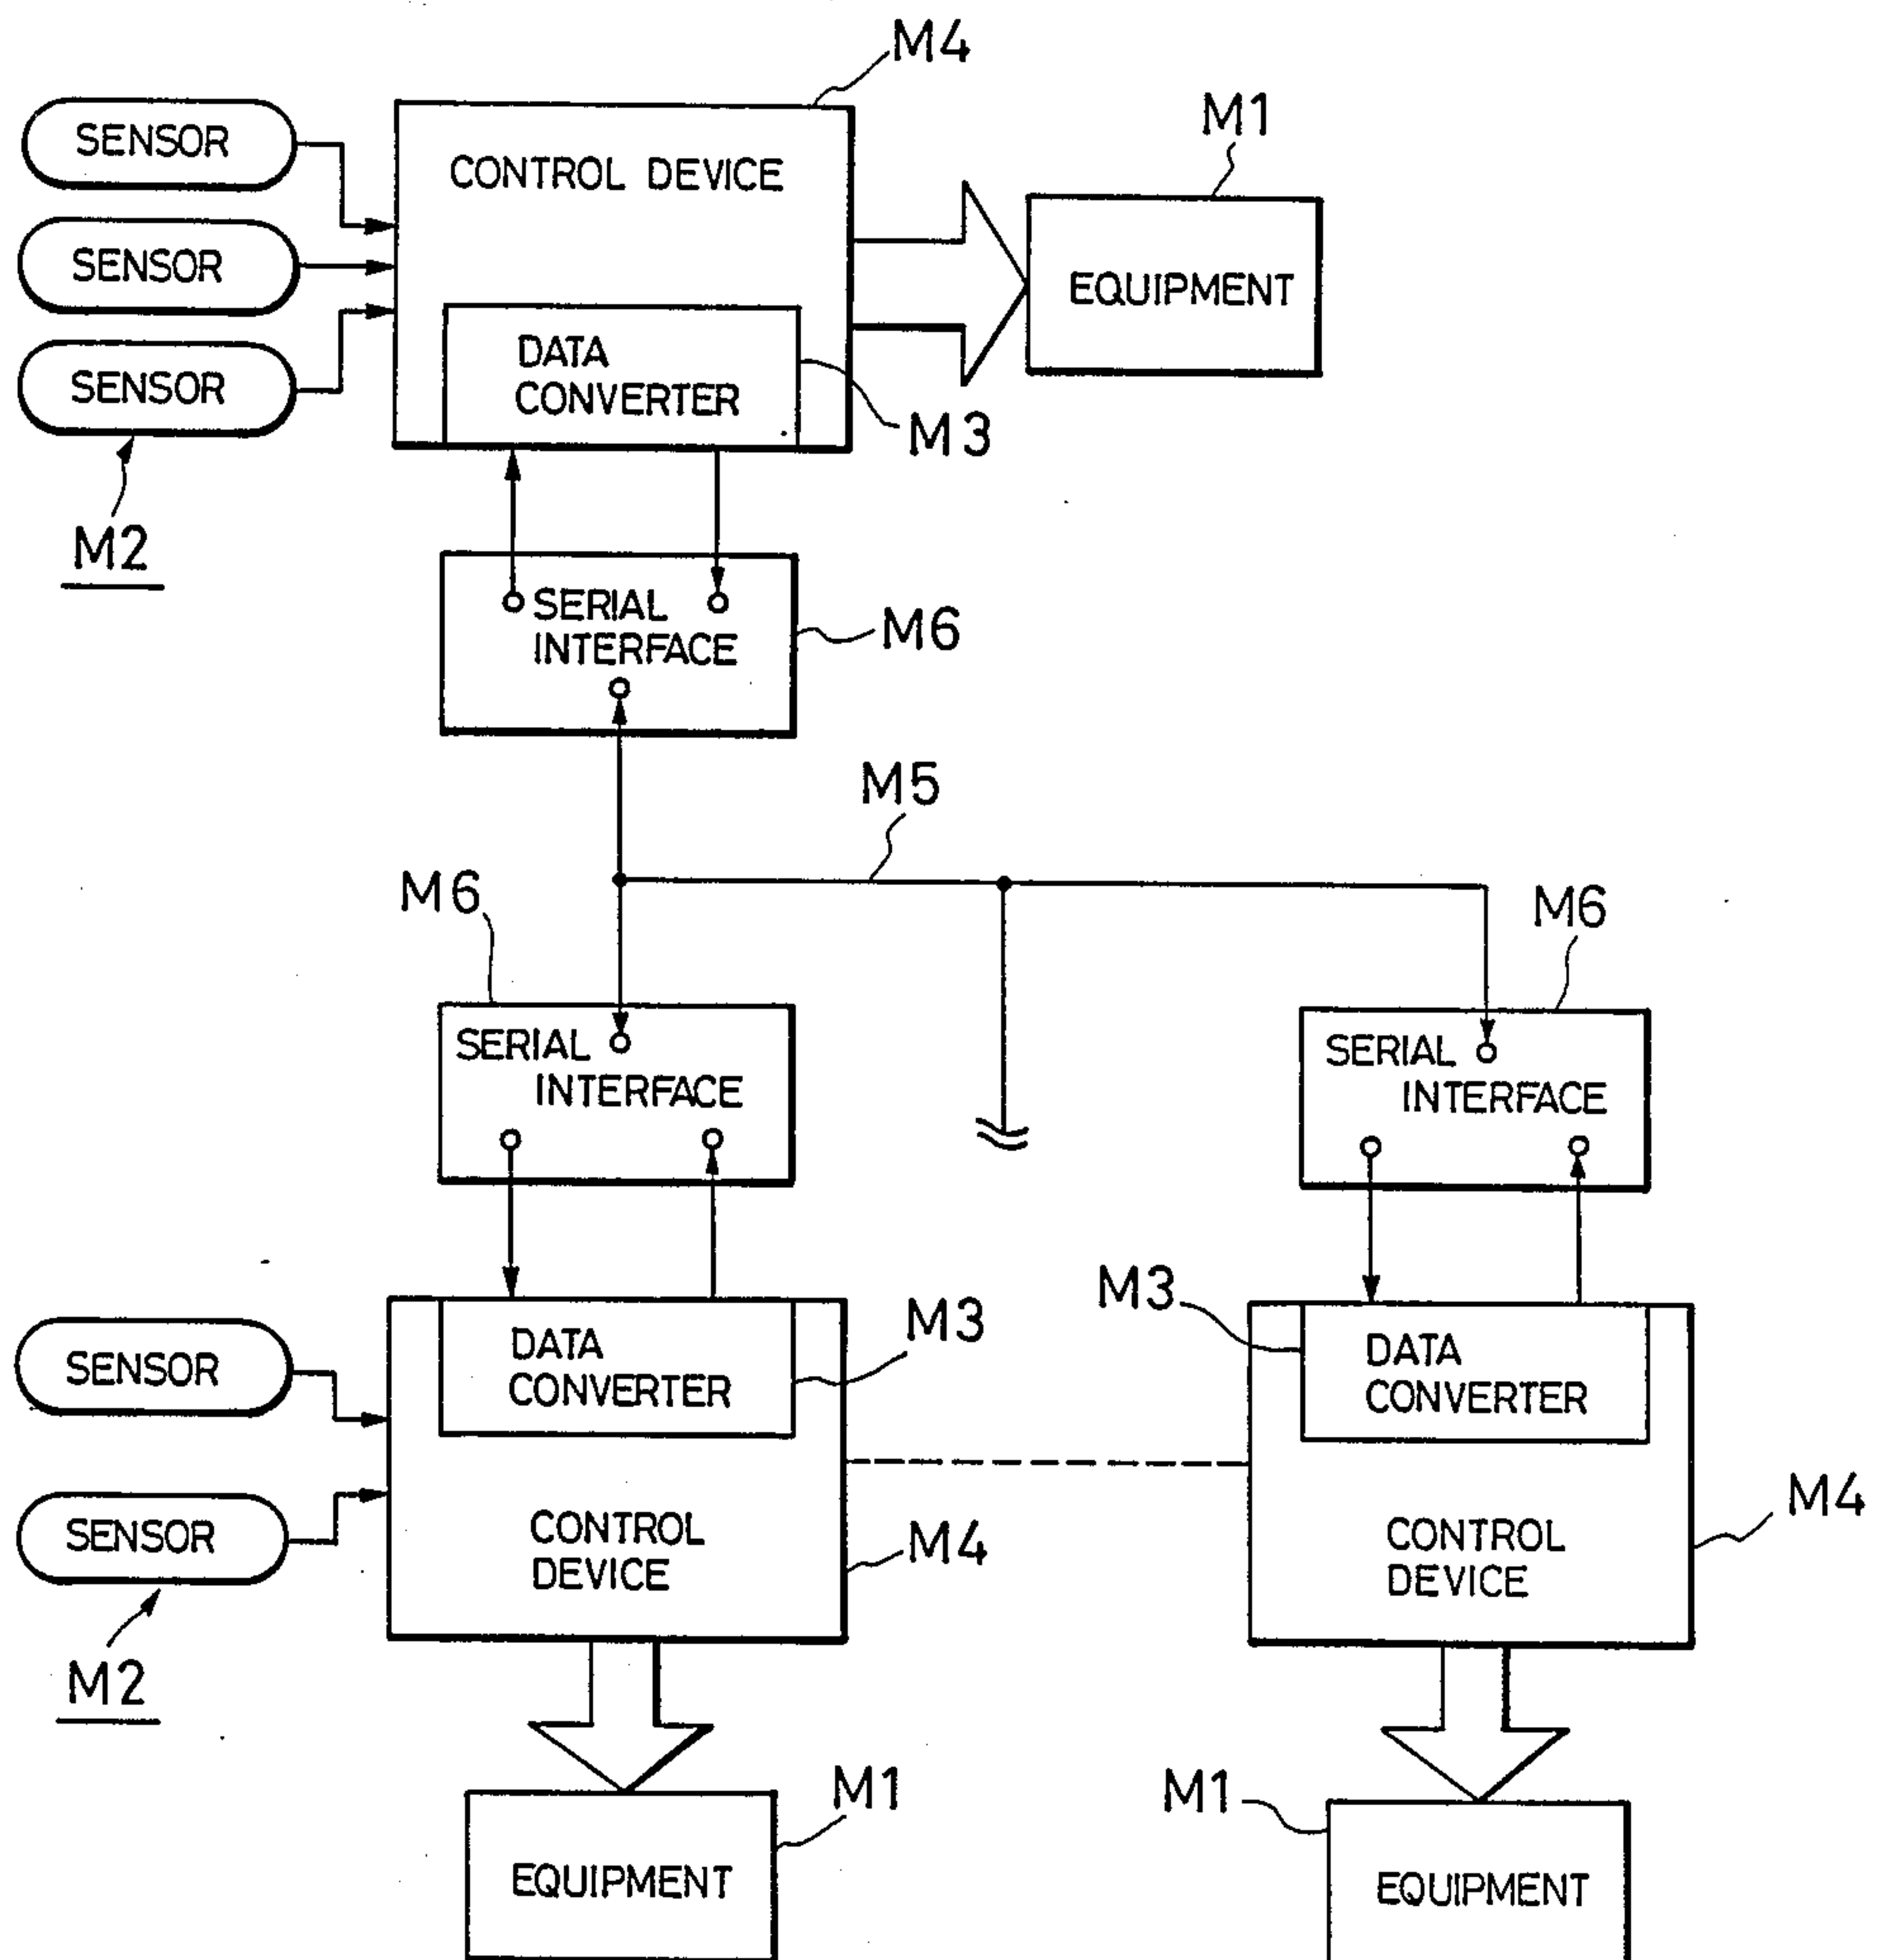 M4
M1
SENSOR
CONTROL DEVICE
SENSOR
EQUIPMENT
SENSOR
DATA
CONVERTER
M3
M2
SERIAL
INTERFACE
M6
M5
M6
M6
SERIAL
INTERFACE
SERIAL
INTERFACE
M3
M3
SENSOR
DATA
CONVERTER
DATA
CONVERTER
M4
SENSOR
CONTROL
DEVICE
M4
CONTROL
DEVICE
M2
M1
M1
EQUIPMENT
EQUIPMENT